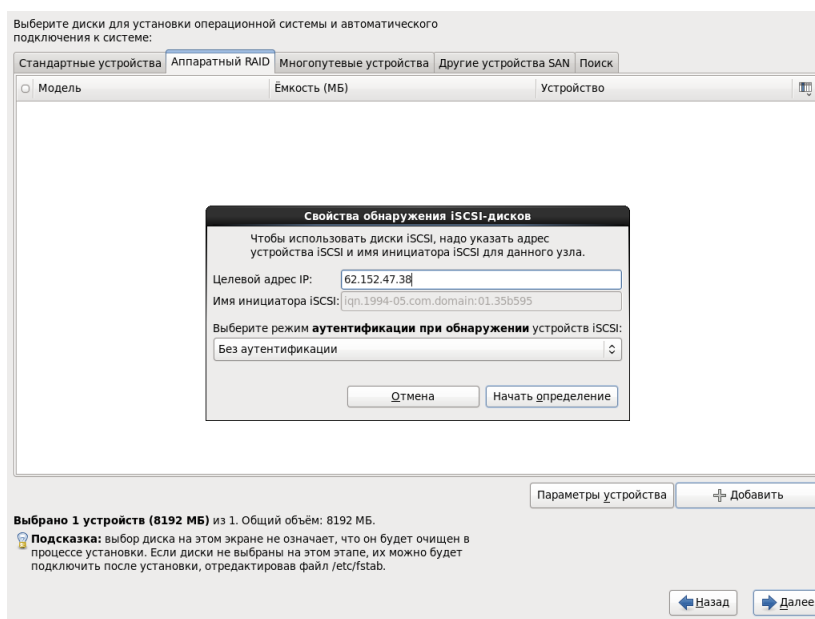 Выберите диски для установки операционной системы и автоматического
подключения к системе:
Стандартные устройства Аппаратный RAID Многопутевые устройства Другие устройства SAN Поиск
Модель Ёмкость (МБ) Устройство
Свойства обнаружения iSCSI-дисков
Чтобы использовать диски iSCSI, надо указать адрес
устройства iSCSI и имя инициатора iSCSI для данного узла.
Целевой адрес IP: 62.152.47.38
Имя инициатора iSCSI: iqn.1994-05.com.domain:01.35b595
Выберите режим аутентификации при обнаружении устройств iSCSI:
Без аутентификации
Отмена Начать определение
Параметры устройства Добавить
Выбрано 1 устройств (8192 МБ) из 1. Общий объём: 8192 МБ.
Подсказка: выбор диска на этом экране не означает, что он будет очищен в
процессе установки. Если диски не выбраны на этом этапе, их можно будет
подключить после установки, отредактировав файл /etc/fstab.
Назад Далее